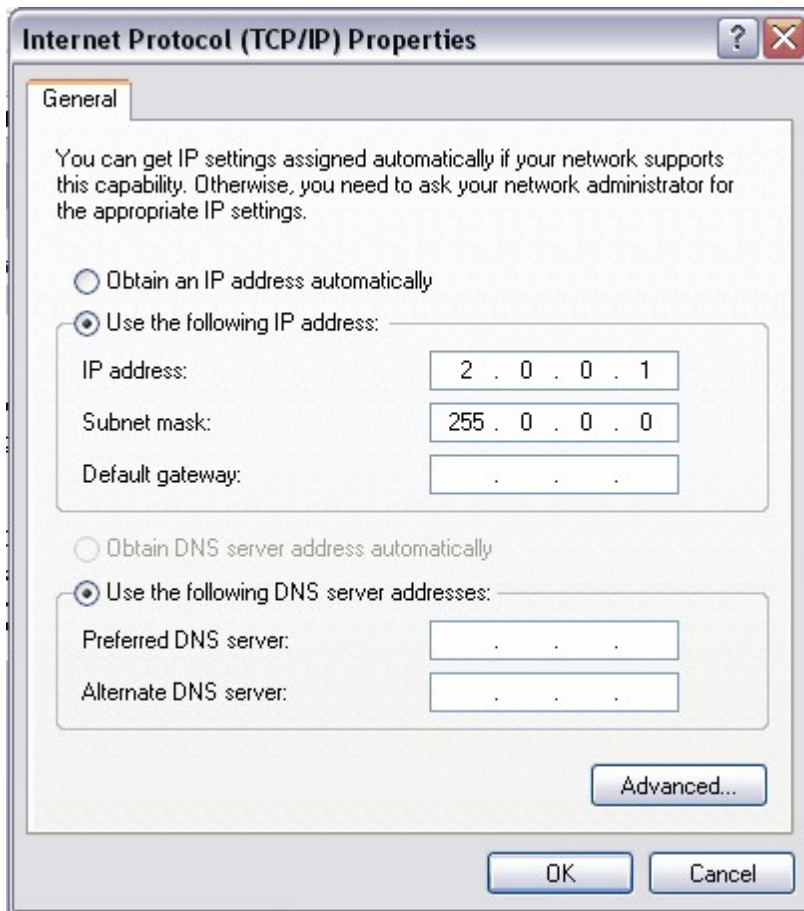 Internet Protocol (TCP/IP) Properties
General
You can get IP settings assigned automatically if your network supports
this capability. Otherwise, you need to ask your network administrator for
the appropriate IP settings.
Obtain an IP address automatically
Use the following IP address:
IP address: 2 . 0 . 0 . 1
Subnet mask: 255 . 0 . 0 . 0
Default gateway: . . .
Obtain DNS server address automatically
Use the following DNS server addresses:
Preferred DNS server: . . .
Alternate DNS server: . . .
Advanced...
OK Cancel